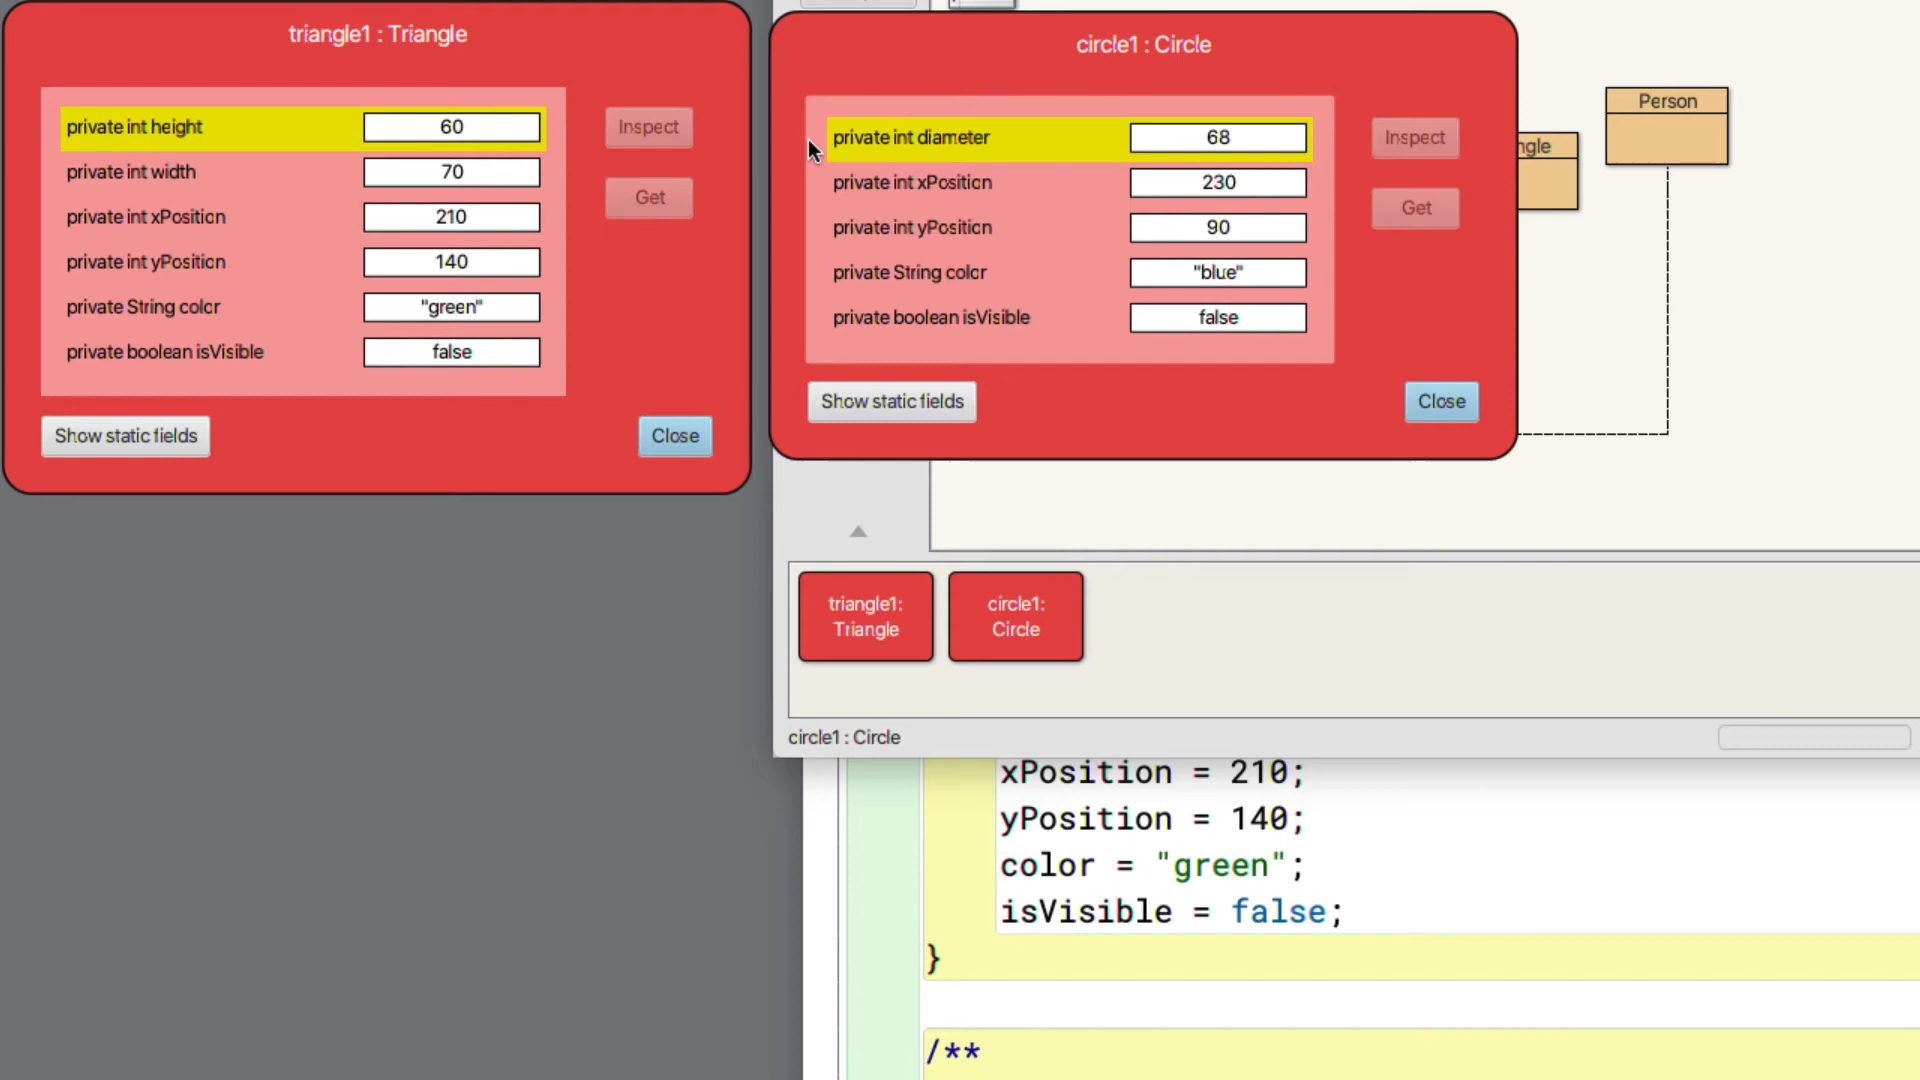 triangle1 : Triangle
private int height 60
private int width 70
private int xPosition 210
private int yPosition 140
private String color "green"
private boolean isVisible false
Inspect
Get
Show static fields
Close
circle1 : Circle
private int diameter 68
private int xPosition 230
private int yPosition 90
private String color "blue"
private boolean isVisible false
Inspect
Get
Show static fields
Close
ngle
Person
triangle1:
Triangle
circle1:
Circle
circle1 : Circle
xPosition = 210;
yPosition = 140;
color = "green";
isVisible = false;
}
/**